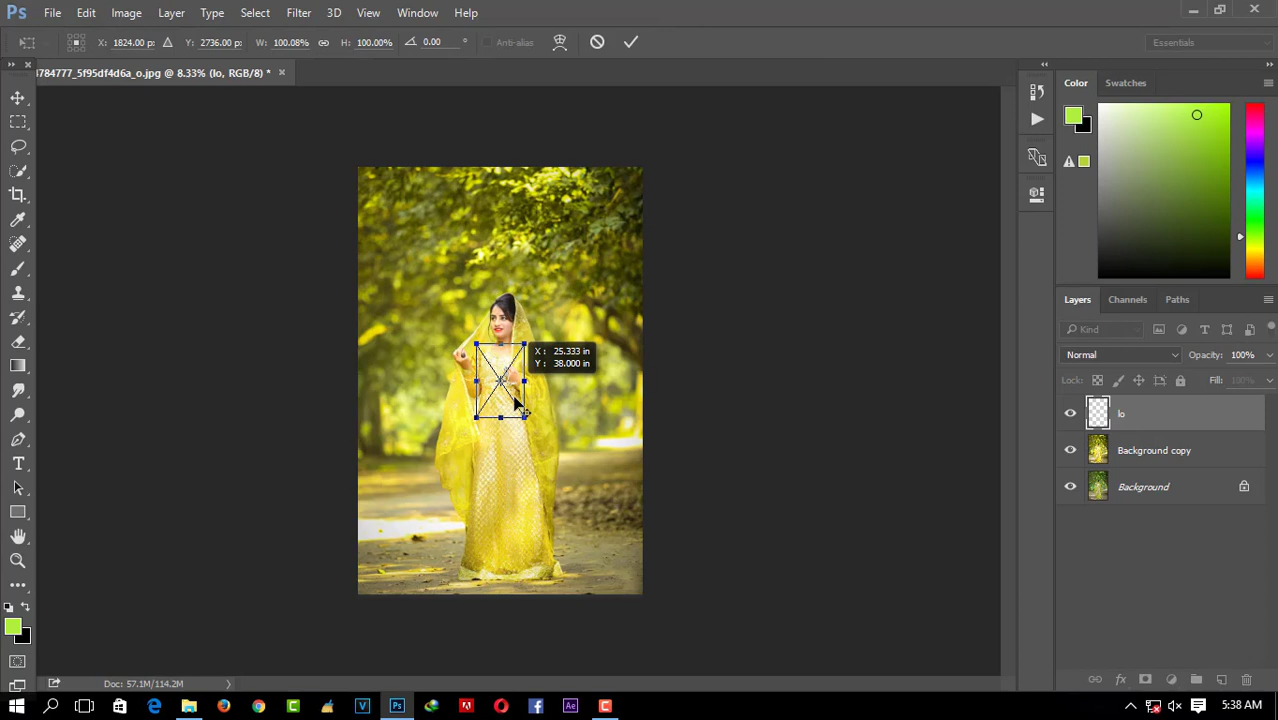 Ps File Edit Image Layer Type Select Filter 3D View Window Help
X: 1824.00 p: Y: 2736.00 p: W: 100.08% H: 100.00% 0.00 ° Anti-alias Essentials
4784777_5f95df4d6a_o.jpg @ 8.33% (lo, RGB/8) * ×
Color Swatches
X : 25.333 in
Y : 38.000 in
Layers Channels Paths
Kind
Normal Opacity: 100%
Lock: Fill: 100%
lo
Background copy
Background
T
Doc: 57.1M/114.2M
5:38 AM